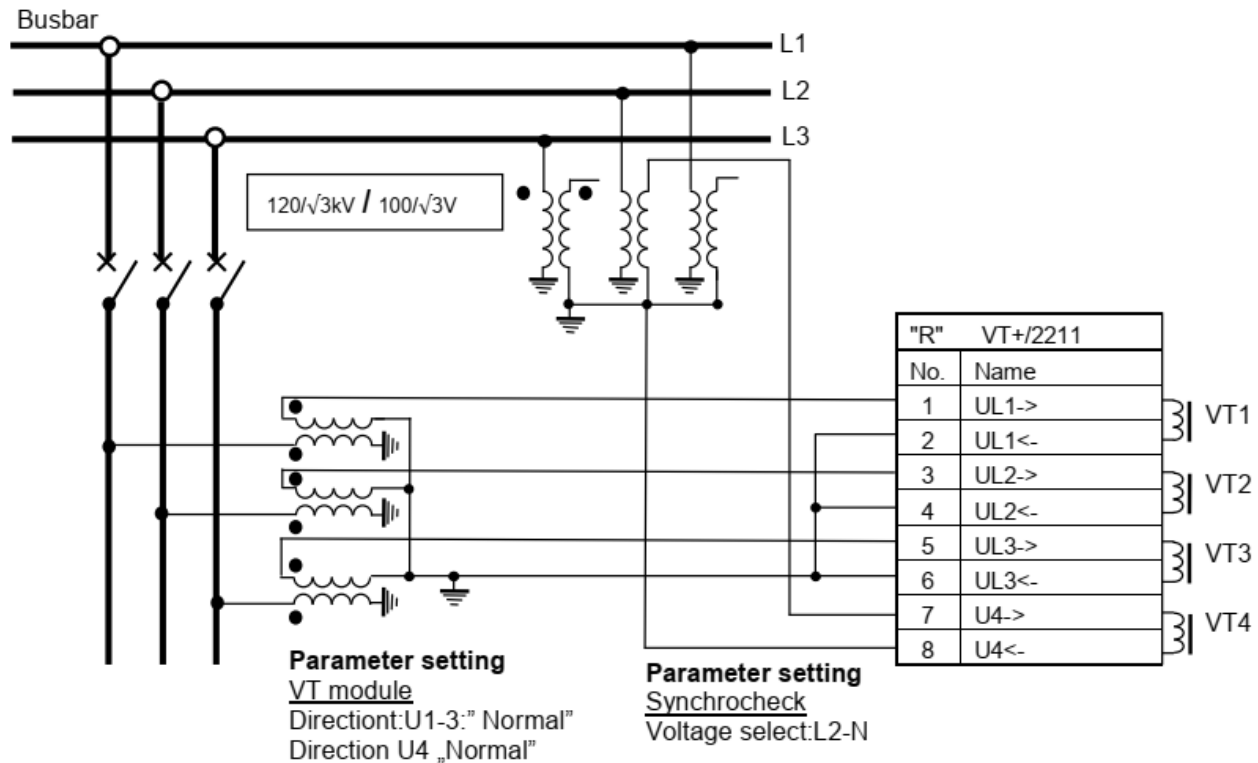 Busbar
L1
L2
L3
120/√3kV / 100/√3V
"R" VT+/2211
No. Name
1 UL1->
2 UL1<-
3 UL2->
4 UL2<-
5 UL3->
6 UL3<-
7 U4->
8 U4<-
VT1
VT2
VT3
VT4
Parameter setting
VT module
Directiont:U1-3:” Normal”
Direction U4 „Normal”
Parameter setting
Synchrocheck
Voltage select:L2-N